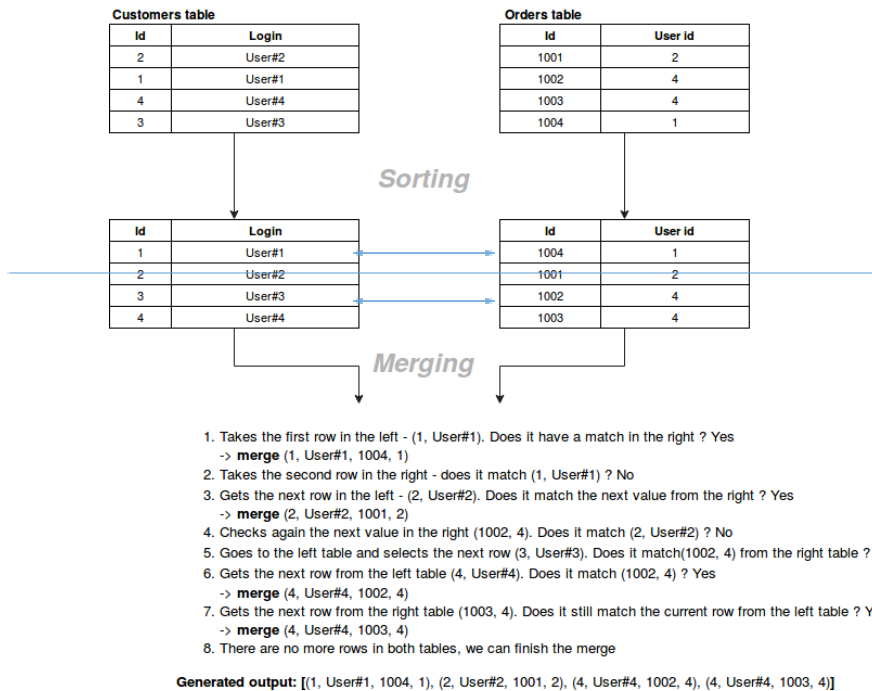 Customers table
Orders table
Id Login
Id User id
2 User#2
1001 2
1 User#1
1002 4
4 User#4
1003 4
3 User#3
1004 1
Sorting
Id Login
Id User id
1 User#1
1004 1
2 User#2
1001 2
3 User#3
1002 4
4 User#4
1003 4
Merging
1. Takes the first row in the left - (1, User#1). Does it have a match in the right ? Yes
-> merge (1, User#1, 1004, 1)
2. Takes the second row in the right - does it match (1, User#1) ? No
3. Gets the next row in the left - (2, User#2). Does it match the next value from the right ? Yes
-> merge (2, User#2, 1001, 2)
4. Checks again the next value in the right (1002, 4). Does it match (2, User#2) ? No
5. Goes to the left table and selects the next row (3, User#3). Does it match(1002, 4) from the right table ?
6. Gets the next row from the left table (4, User#4). Does it match (1002, 4) ? Yes
-> merge (4, User#4, 1002, 4)
7. Gets the next row from the right table (1003, 4). Does it still match the current row from the left table ?
-> merge (4, User#4, 1003, 4)
8. There are no more rows in both tables, we can finish the merge
Generated output: [(1, User#1, 1004, 1), (2, User#2, 1001, 2), (4, User#4, 1002, 4), (4, User#4, 1003, 4)]